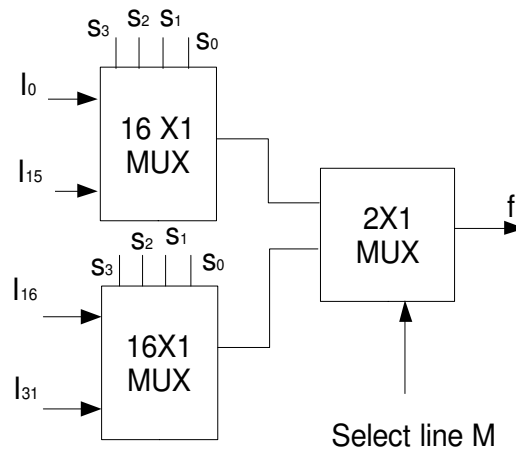 S3 S2 S1 S0
I0
16 X1
MUX
I15
S3 S2 S1 S0
I16
16X1
MUX
I31
2X1
MUX
f
Select line M